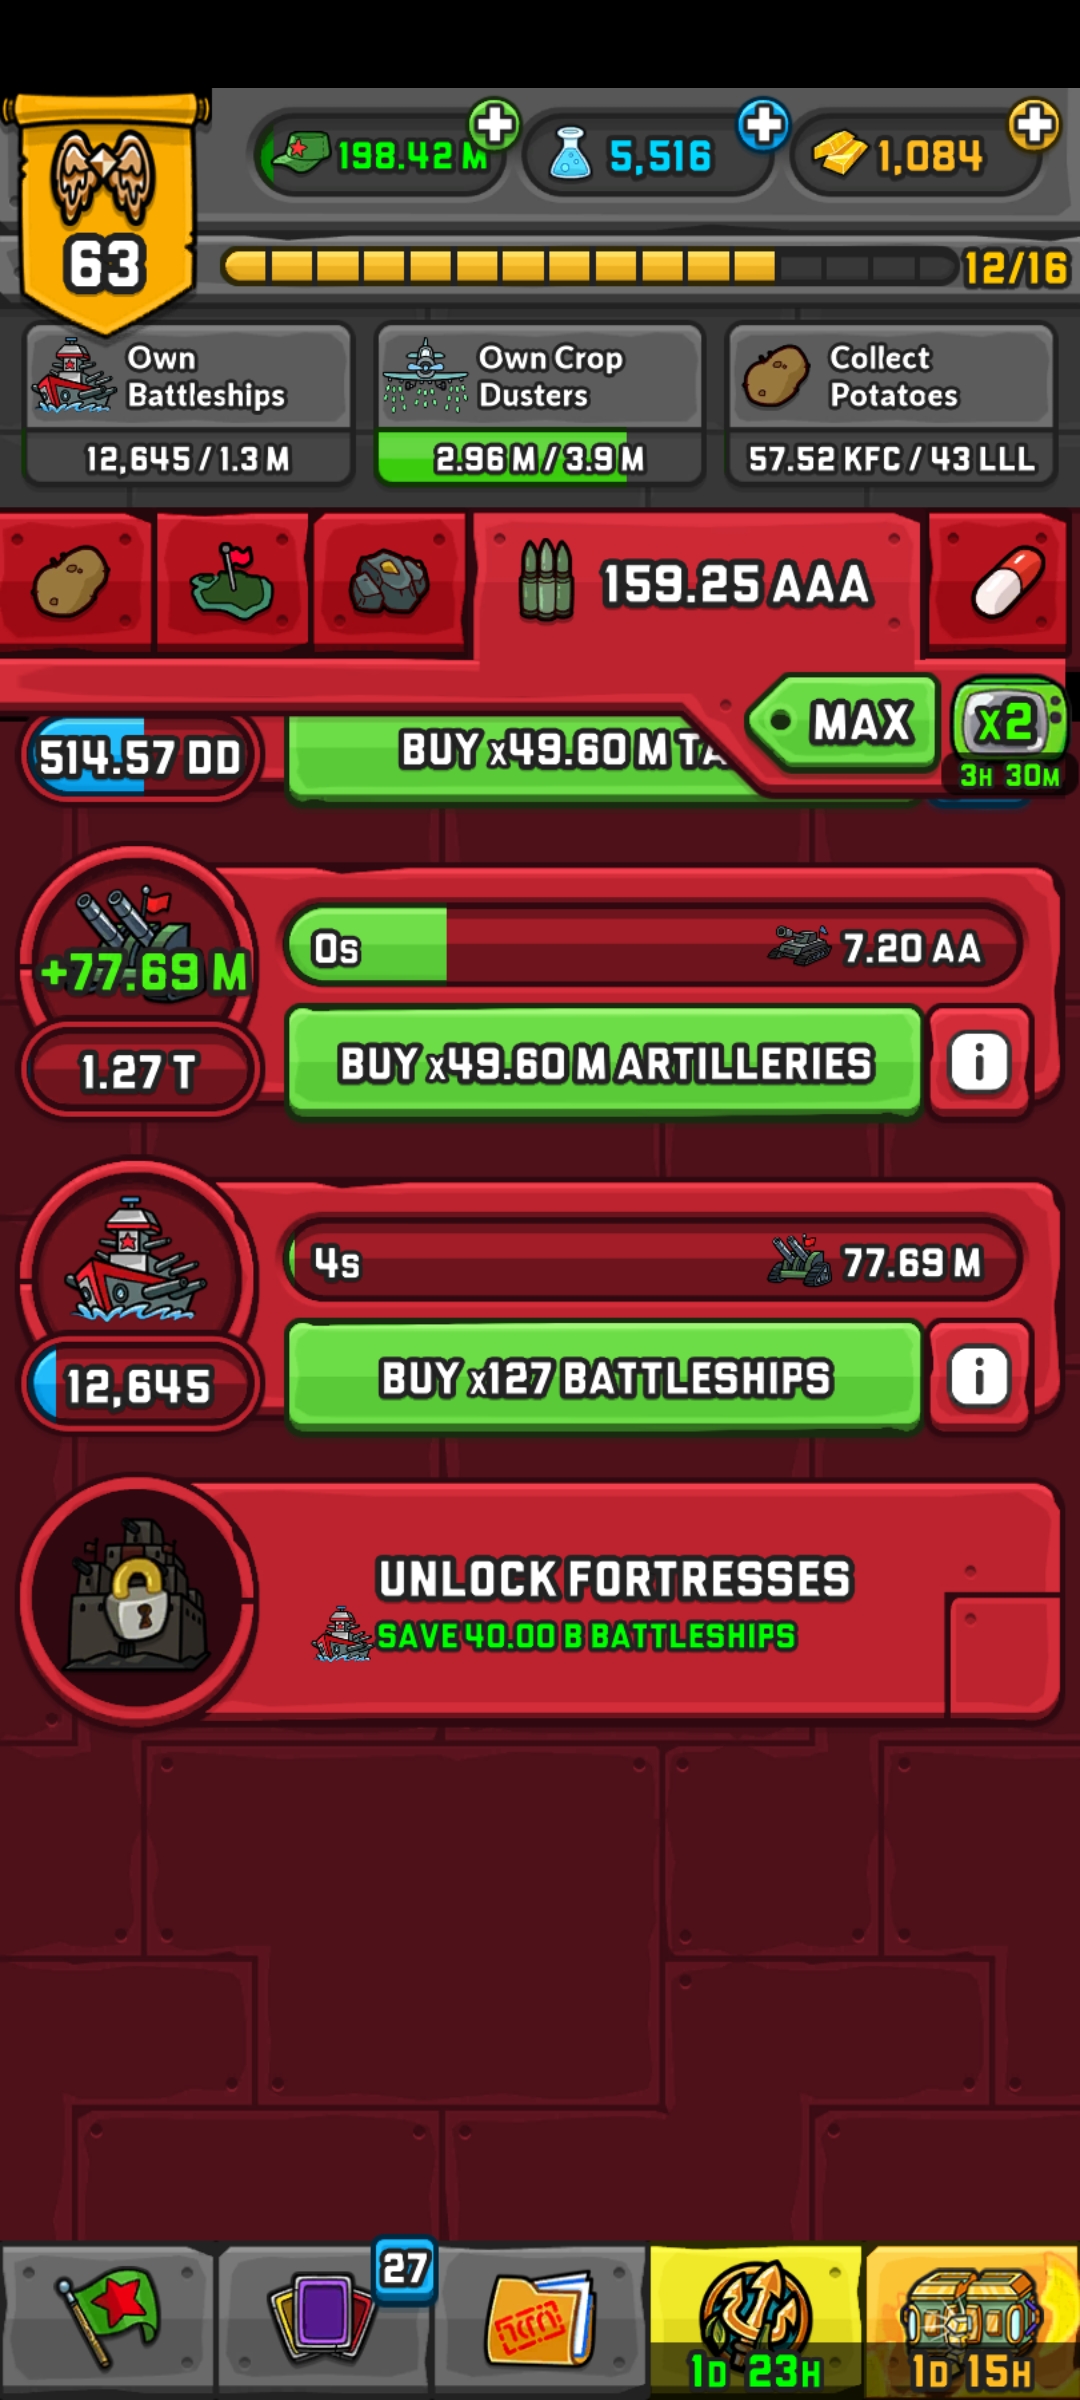 198.42 M
5,516
1,084
63
12/16
Own
Battleships
12,645 / 1.3 M
Own Crop
Dusters
2.96 M / 3.9 M
Collect
Potatoes
57.52 KFC / 43 LLL
159.25 AAA
MAX
x2
3H 30M
514.57 DD
BUY x49.60 M TA
+77.69 M
0s
7.20 AA
1.27 T
BUY x49.60 M ARTILLERIES
i
4s
77.69 M
12,645
BUY x127 BATTLESHIPS
i
UNLOCK FORTRESSES
SAVE 40.00 B BATTLESHIPS
27
1D 23H
1D 15H